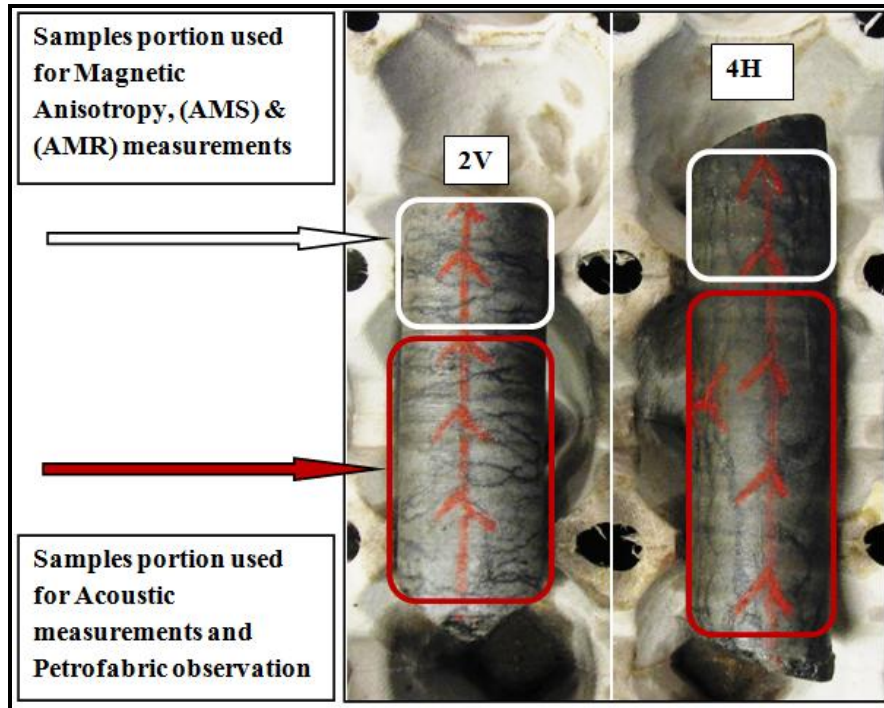 Samples portion used
for Magnetic
Anisotropy, (AMS) &
(AMR) measurements
2V
4H
Samples portion used
for Acoustic
measurements and
Petrofabric observation